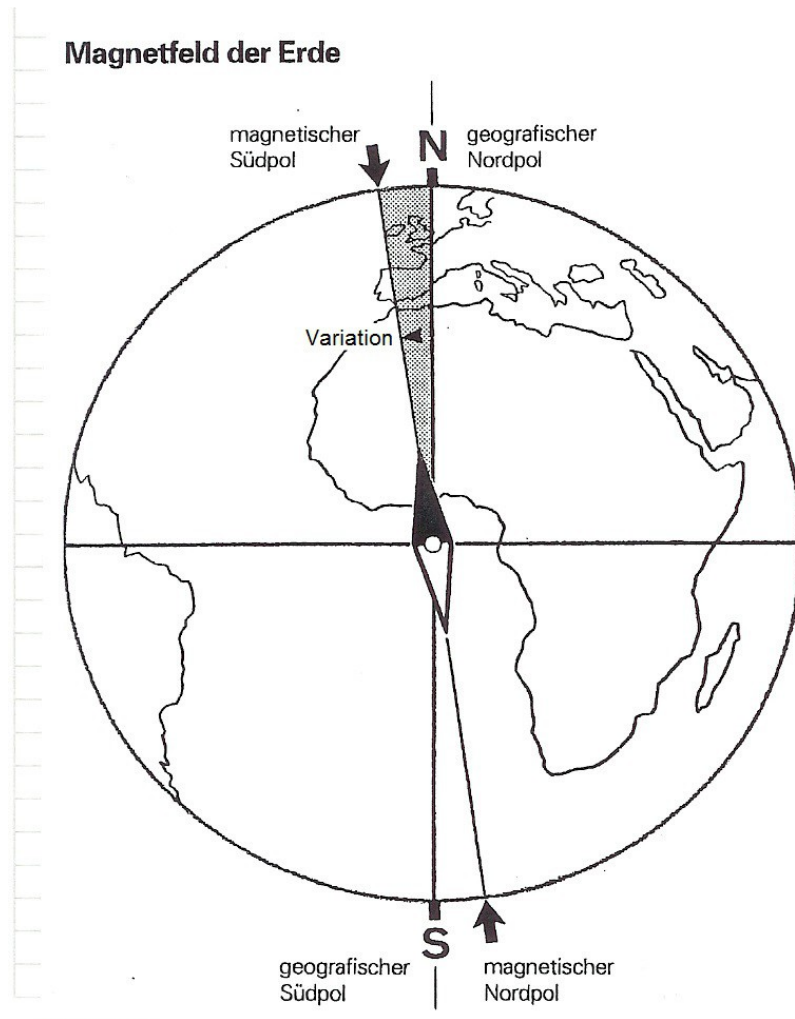 Magnetfeld der Erde
magnetischer
Südpol
N
geografischer
Nordpol
Variation
S
geografischer
Südpol
magnetischer
Nordpol